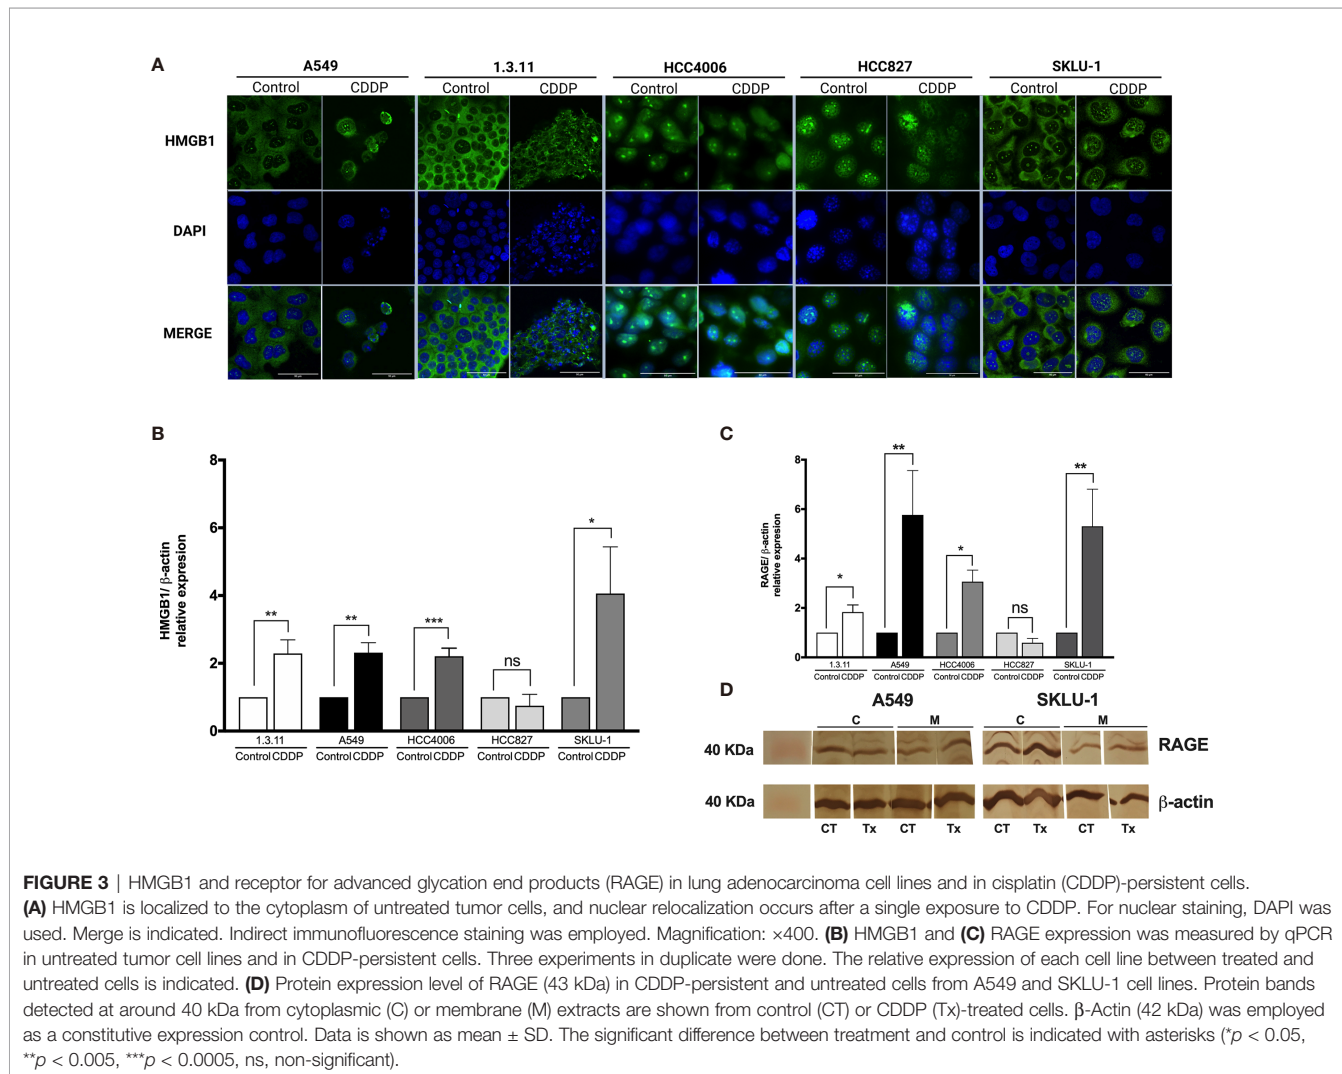 A
A549
1.3.11
HCC4006
HCC827
SKLU-1
Control CDDP Control CDDP Control CDDP Control CDDP Control CDDP
HMGB1
DAPI
MERGE
B
HMGB1/ β-actin
relative expresion
8
6
4
2
0
**
**
***
ns
*
1.3.11 A549 HCC4006 HCC827 SKLU-1
Control CDDP Control CDDP Control CDDP Control CDDP Control CDDP
C
RAGE/ β-actin
relative expresion
8
6
4
2
0
*
**
*
ns
**
1.3.11 A549 HCC4006 HCC827 SKLU-1
Control CDDP Control CDDP Control CDDP Control CDDP Control CDDP
D
A549 SKLU-1
C M C M
40 KDa RAGE
40 KDa β-actin
CT Tx CT Tx CT Tx CT Tx
FIGURE 3 | HMGB1 and receptor for advanced glycation end products (RAGE) in lung adenocarcinoma cell lines and in cisplatin (CDDP)-persistent cells.
(A) HMGB1 is localized to the cytoplasm of untreated tumor cells, and nuclear relocalization occurs after a single exposure to CDDP. For nuclear staining, DAPI was
used. Merge is indicated. Indirect immunofluorescence staining was employed. Magnification: ×400. (B) HMGB1 and (C) RAGE expression was measured by qPCR
in untreated tumor cell lines and in CDDP-persistent cells. Three experiments in duplicate were done. The relative expression of each cell line between treated and
untreated cells is indicated. (D) Protein expression level of RAGE (43 kDa) in CDDP-persistent and untreated cells from A549 and SKLU-1 cell lines. Protein bands
detected at around 40 kDa from cytoplasmic (C) or membrane (M) extracts are shown from control (CT) or CDDP (Tx)-treated cells. β-Actin (42 kDa) was employed
as a constitutive expression control. Data is shown as mean ± SD. The significant difference between treatment and control is indicated with asterisks (*p < 0.05,
**p < 0.005, ***p < 0.0005, ns, non-significant).